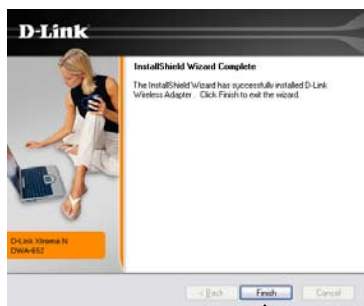 D-Link
InstallShield Wizard Complete
The InstallShield Wizard has successfully installed D-Link
Wireless Adapter . Click Finish to exit the wizard.
D-Link Xtreme N
DWA-652
< Back
Finish
Cancel